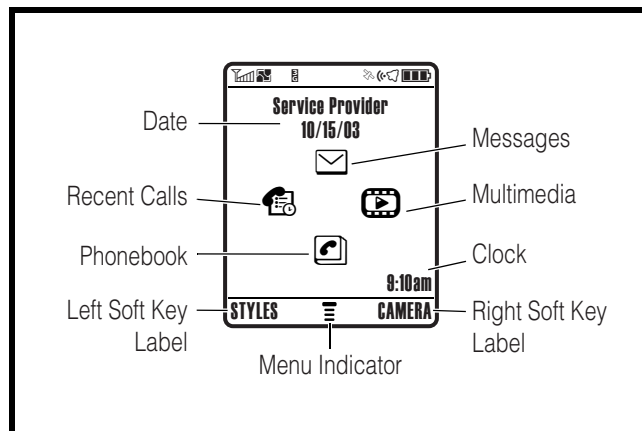 Service Provider
Date
10/15/03
Messages
Recent Calls
Multimedia
Phonebook
Clock
9:10am
Left Soft Key
Label
STYLES
CAMERA
Right Soft Key
Label
Menu Indicator